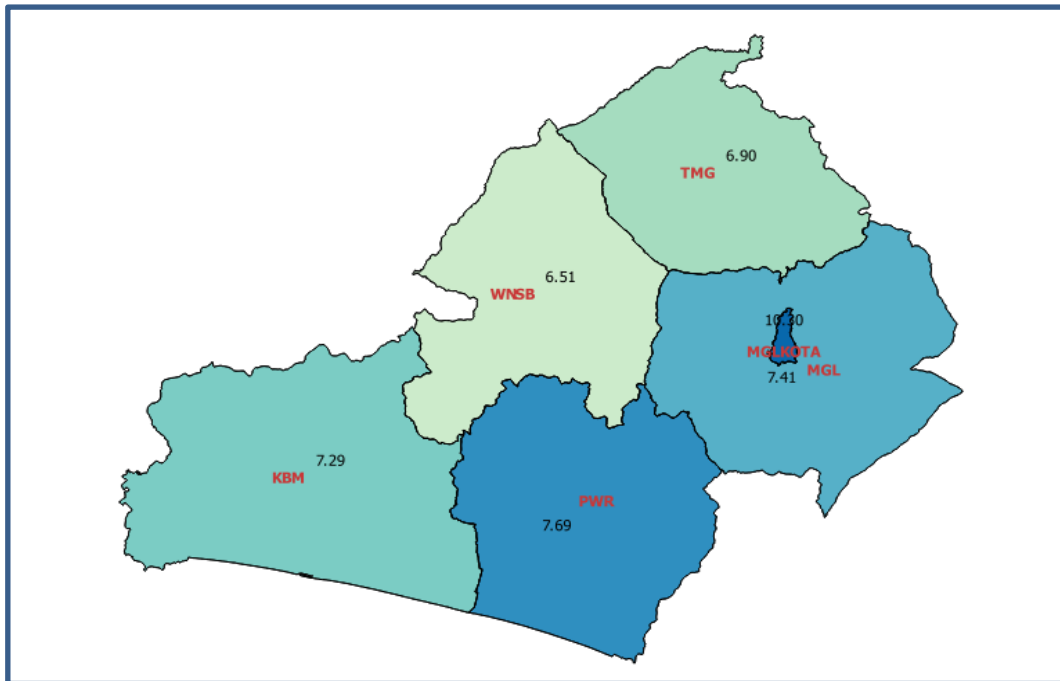 6.90
TMG
6.51
WNSB
10.30
MGLKOTA
MGL
7.41
7.29
KBM
PWR
7.69